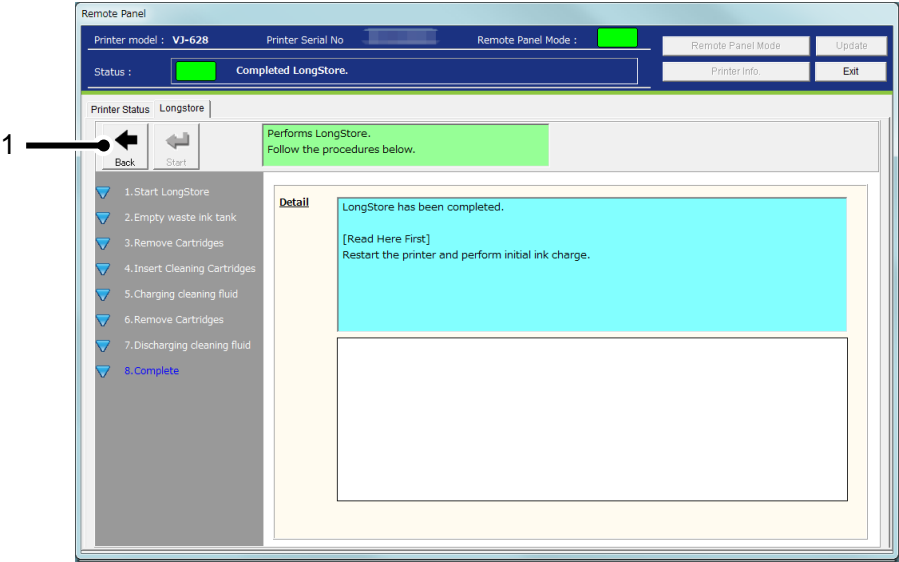 Remote Panel
Printer model : VJ-628 Printer Serial No Remote Panel Mode :
Remote Panel Mode Update
Status : Completed LongStore.
Printer Info. Exit
Printer Status Longstore
1
Back Start
Performs LongStore.
Follow the procedures below.
1.Start LongStore
2.Empty waste ink tank
3.Remove Cartridges
4.Insert Cleaning Cartridges
5.Charging cleaning fluid
6.Remove Cartridges
7.Discharging cleaning fluid
8.Complete
Detail
LongStore has been completed.
[Read Here First]
Restart the printer and perform initial ink charge.